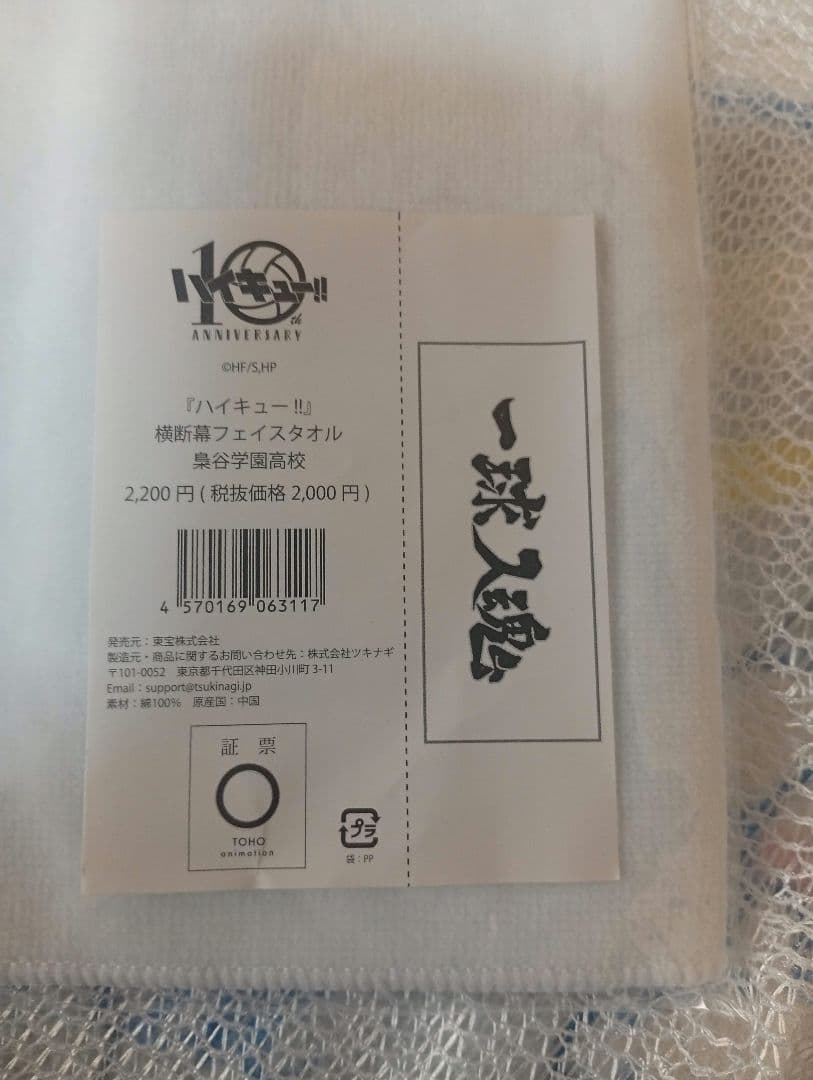 10th
ハイキュー!!
ANNIVERSARY
©HF/S,HP
『ハイキュー!!』
横断幕フェイスタオル
梟谷学園高校
2,200 円 ( 税抜価格 2,000 円 )
4 570169 063117
発売元：東宝株式会社
製造元・商品に関するお問い合わせ先：株式会社ツキナギ
〒101-0052　東京都千代田区神田小川町 3-11
Email：support@tsukinagi.jp
素材：綿100%　原産国：中国
証 票
TOHO
animation
プラ
袋：PP
一球入魂